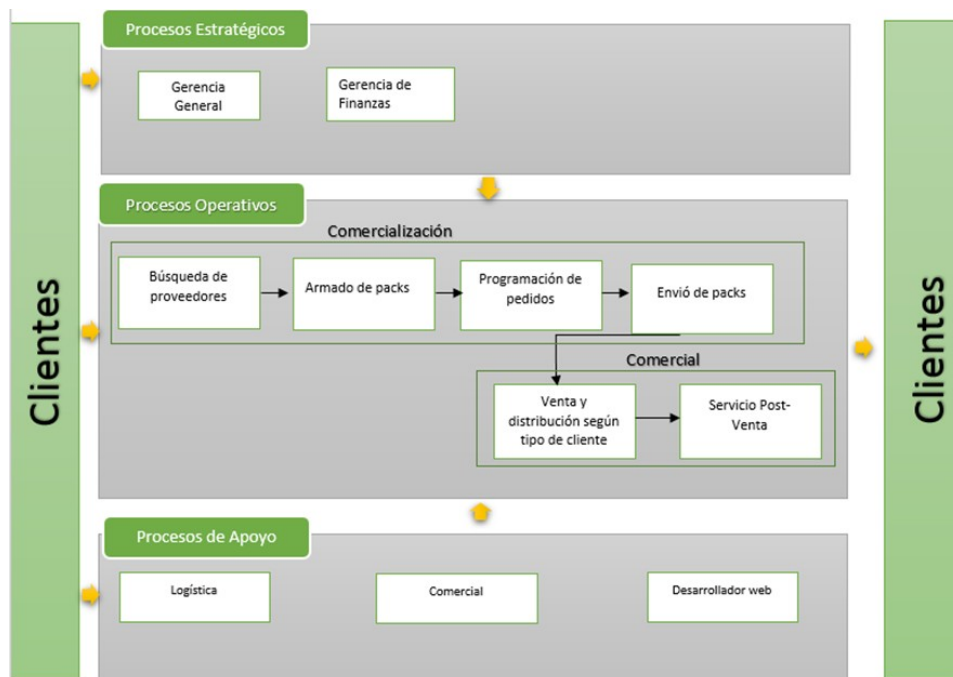 Clientes
Procesos Estratégicos
Gerencia
General
Gerencia de
Finanzas
Procesos Operativos
Comercialización
Búsqueda de
proveedores
Armado de packs
Programación de
pedidos
Envió de packs
Comercial
Venta y
distribución según
tipo de cliente
Servicio Post-
Venta
Procesos de Apoyo
Logística
Comercial
Desarrollador web
Clientes